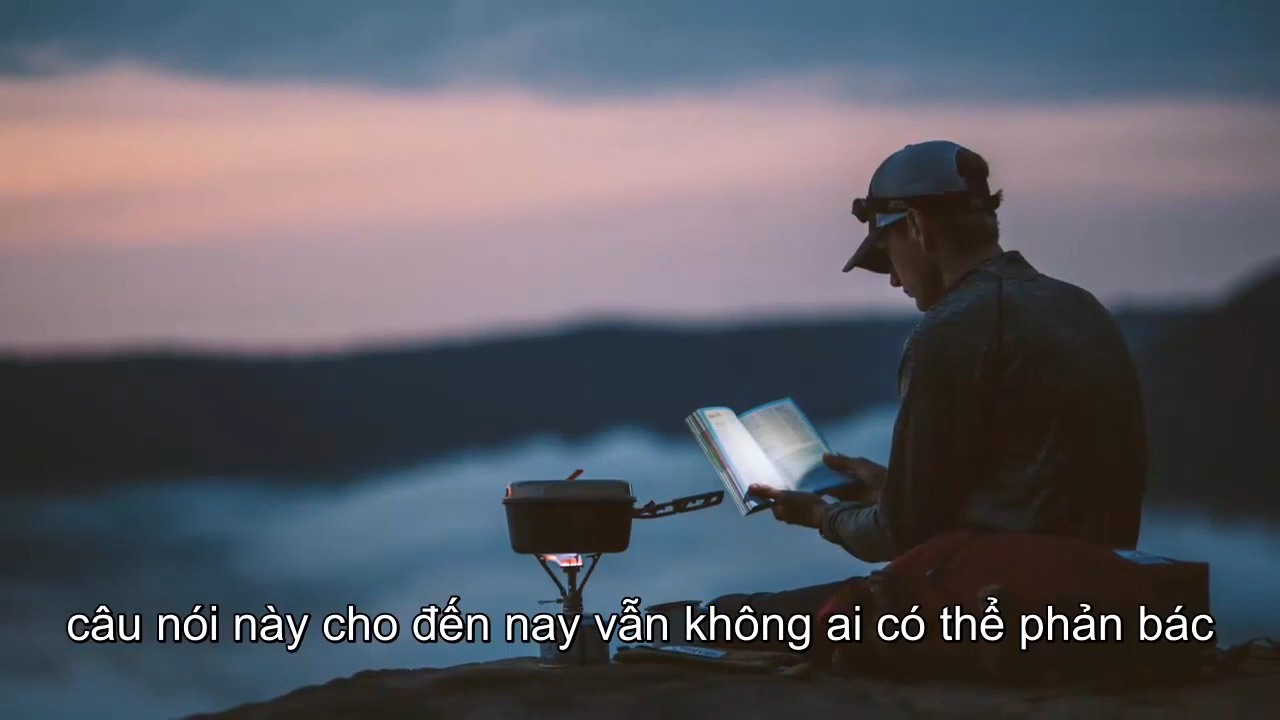 câu nói này cho đến nay vẫn không ai có thể phản bác